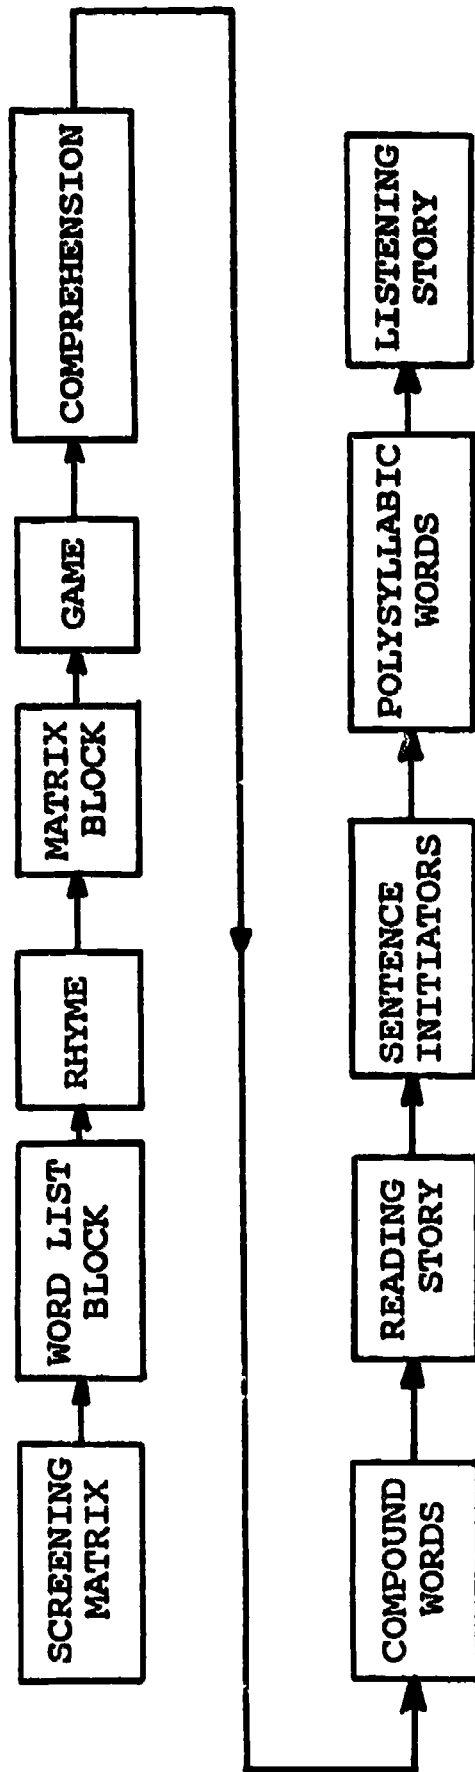 SCREENING
MATRIX
WORD LIST
BLOCK
RHYME
MATRIX
BLOCK
GAME
COMPREHENSION
COMPOUND
WORDS
READING
STORY
SENTENCE
INITIATORS
POLYSYLLABIC
WORDS
LISTENING
STORY